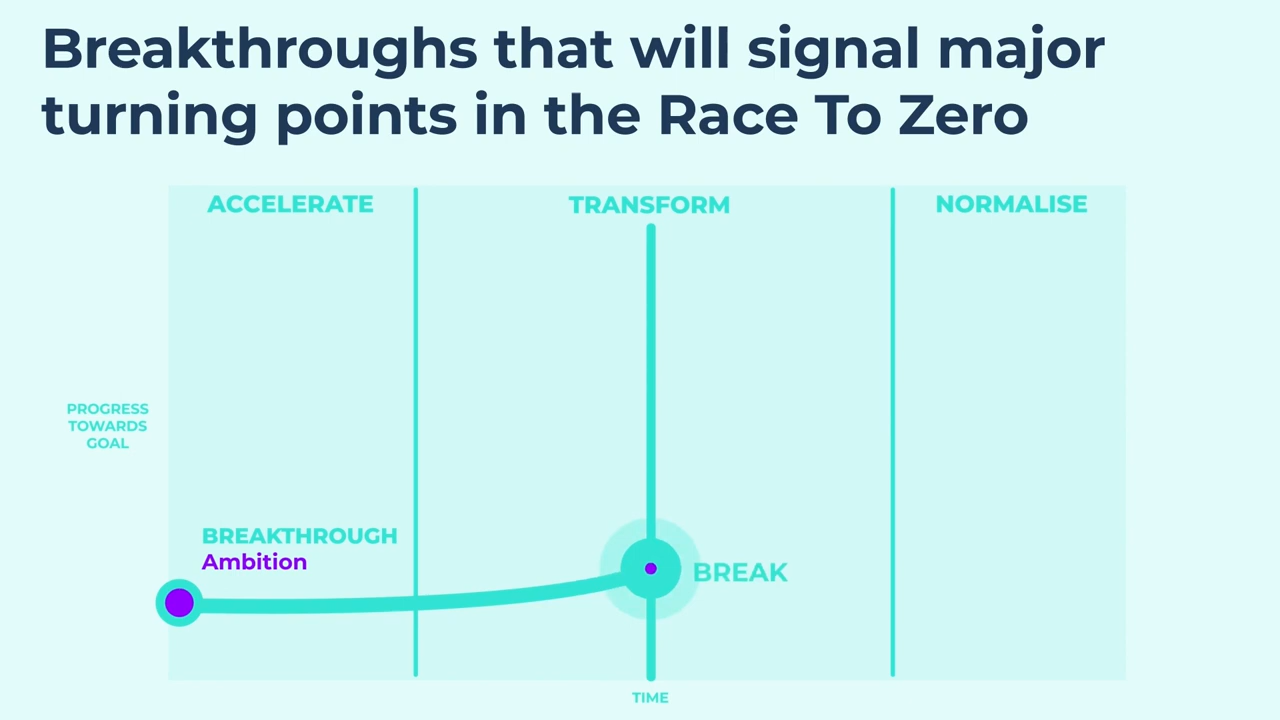 Breakthroughs that will signal major
turning points in the Race To Zero
ACCELERATE
TRANSFORM
NORMALISE
PROGRESS
TOWARDS
GOAL
BREAKTHROUGH
Ambition
BREAK
TIME